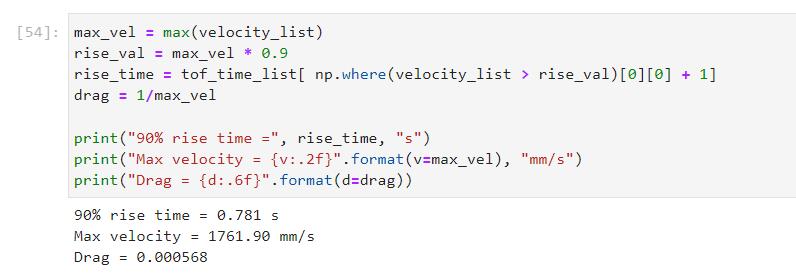 [54]: max_vel = max(velocity_list)
rise_val = max_vel * 0.9
rise_time = tof_time_list[ np.where(velocity_list > rise_val)[0][0] + 1]
drag = 1/max_vel
print("90% rise time =", rise_time, "s")
print("Max velocity = {v:.2f}".format(v=max_vel), "mm/s")
print("Drag = {d:.6f}".format(d=drag))
90% rise time = 0.781 s
Max velocity = 1761.90 mm/s
Drag = 0.000568